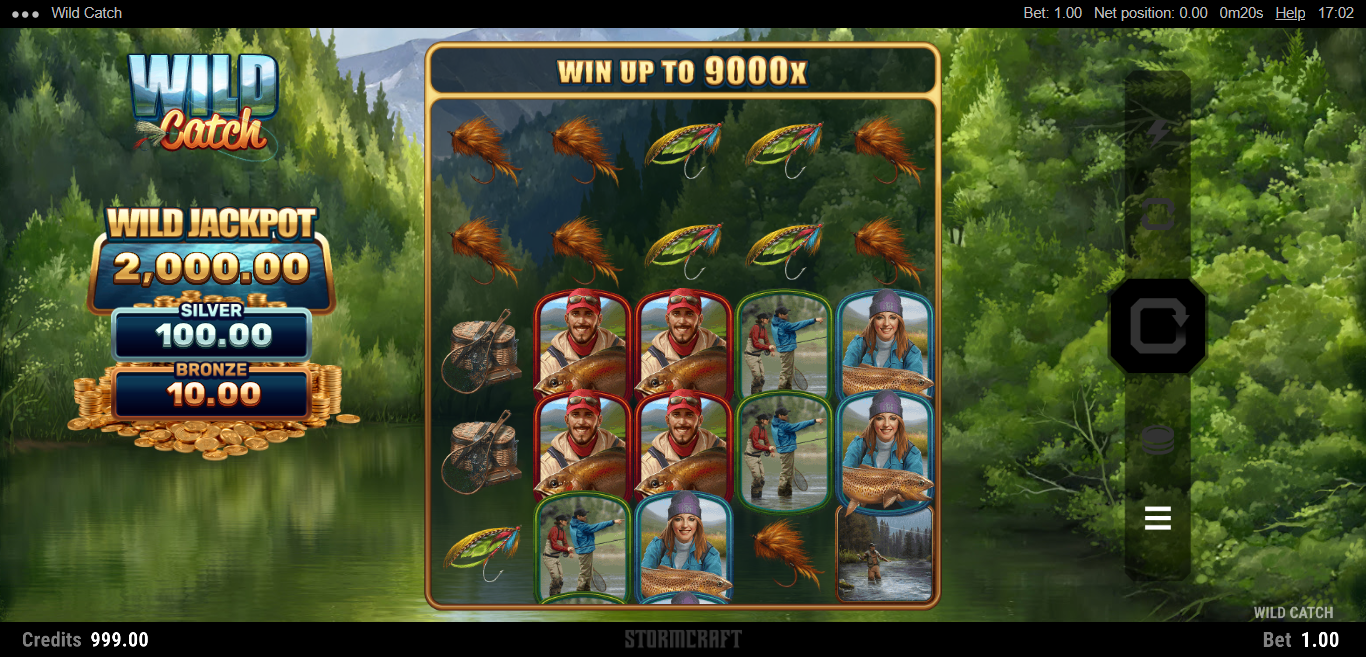 Wild Catch
Bet: 1.00 Net position: 0.00 0m20s Help 17:02
WILD
Catch
WIN UP TO 9000X
WILD JACKPOT
2,000.00
SILVER
100.00
BRONZE
10.00
WILD CATCH
Credits 999.00
STORMCRAFT
Bet 1.00